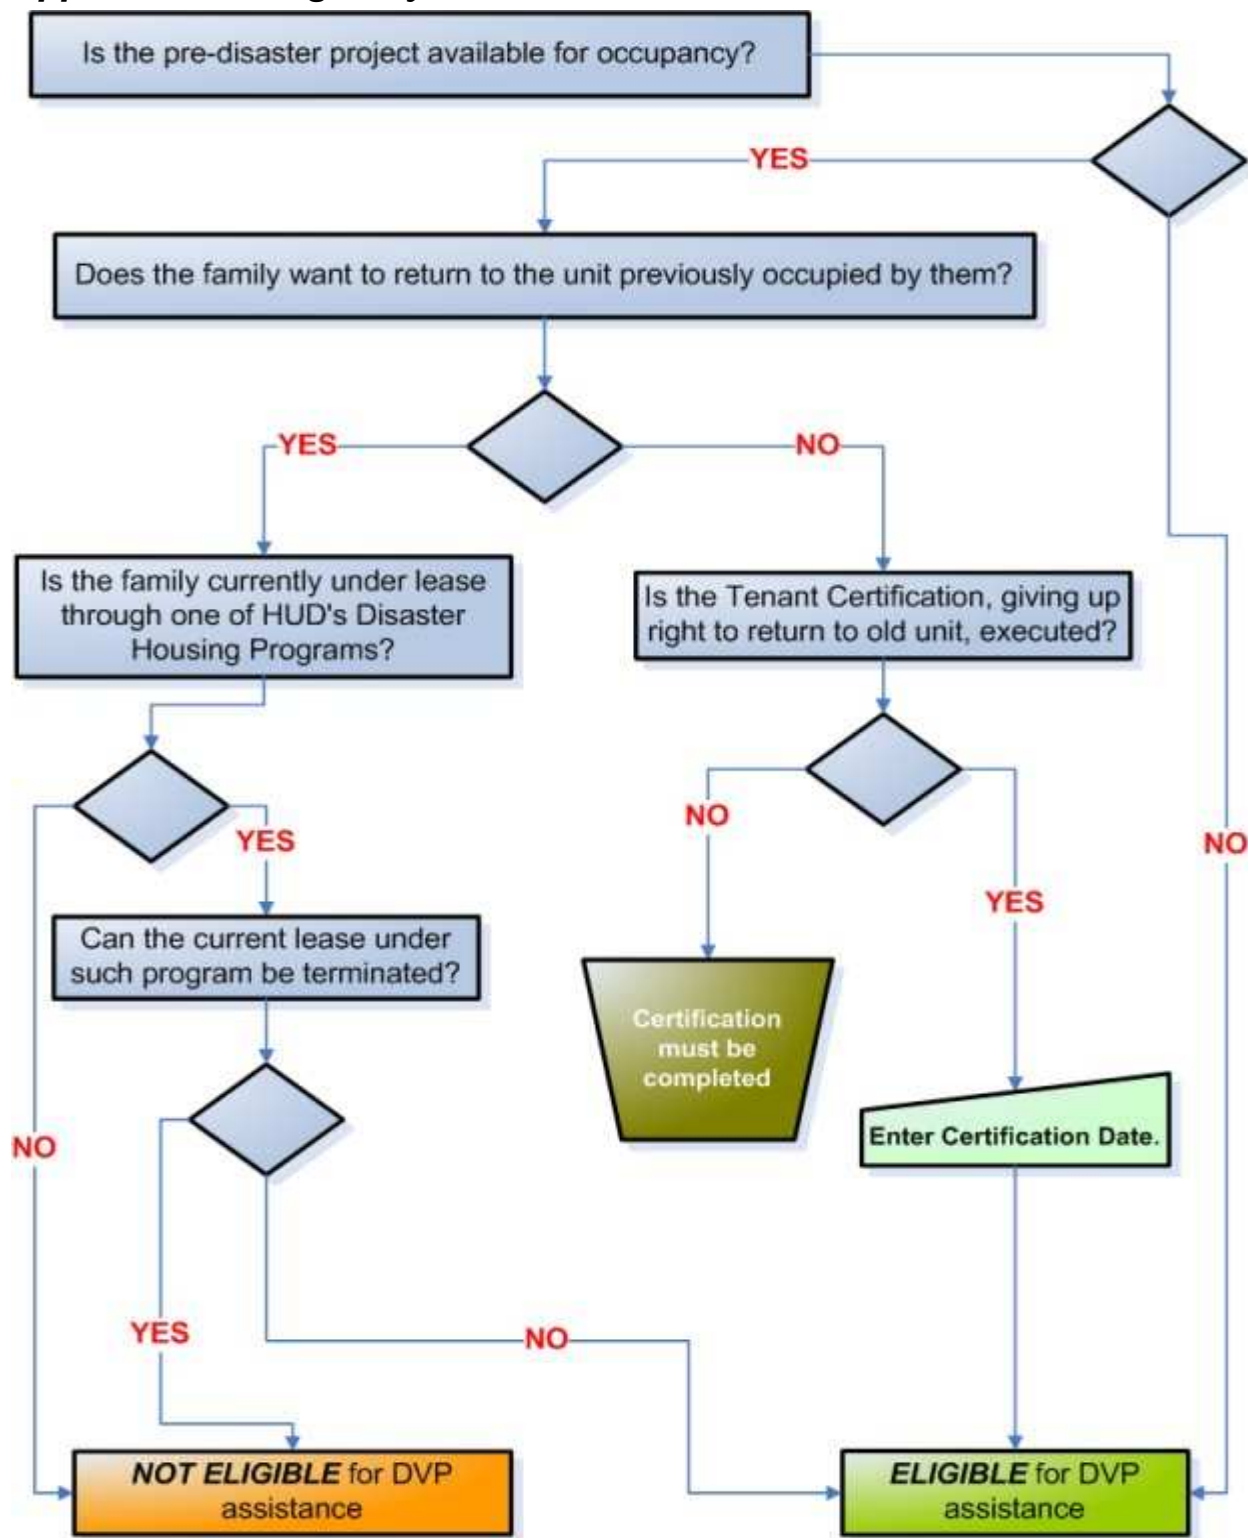 Is the pre-disaster project available for occupancy?
YES
Does the family want to return to the unit previously occupied by them?
YES
NO
Is the family currently under lease
through one of HUD's Disaster
Housing Programs?
Is the Tenant Certification, giving up
right to return to old unit, executed?
NO
YES
NO
YES
Can the current lease under
such program be terminated?
Certification
must be
completed
Enter Certification Date.
NO
YES
NO
NOT ELIGIBLE for DVP
assistance
ELIGIBLE for DVP
assistance